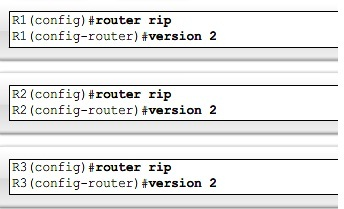 R1(config)#router rip
R1(config-router)#version 2
R2(config)#router rip
R2(config-router)#version 2
R3(config)#router rip
R3(config-router)#version 2